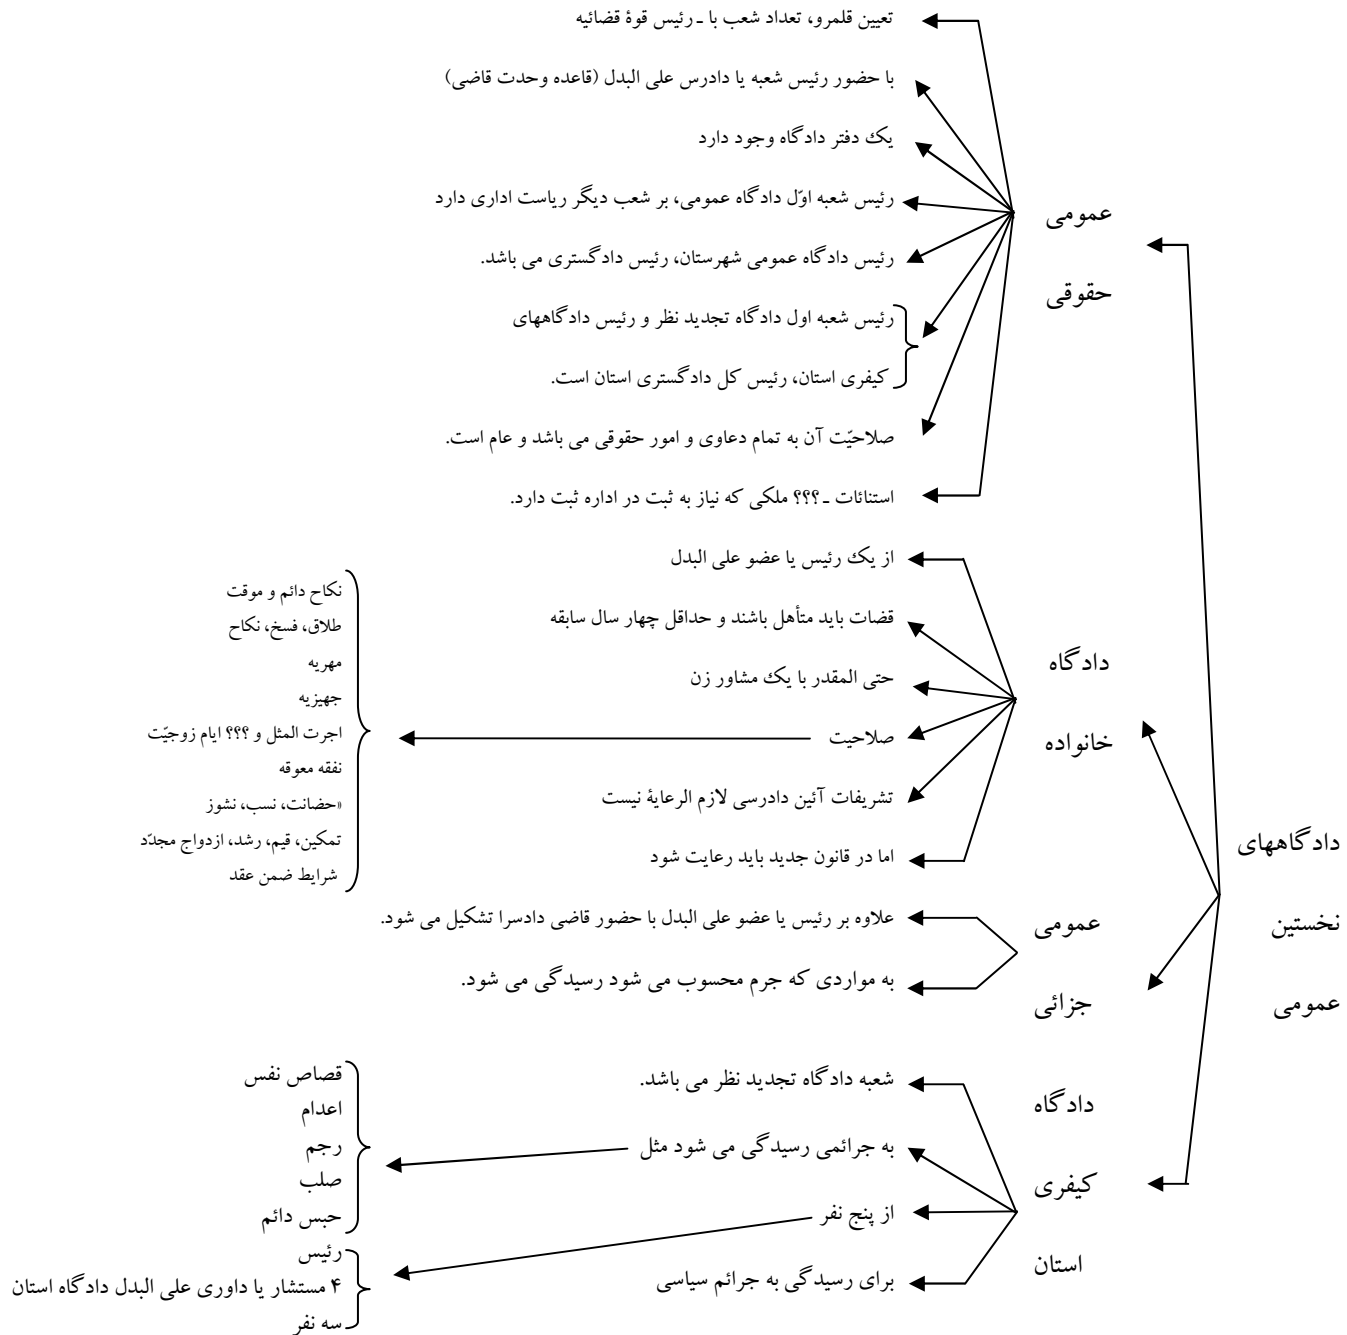 دادگاههای
نخستین
عمومی
عمومی
حقوقی
تعیین قلمرو، تعداد شعب با ـ رئیس قوۀ قضائیه
با حضور رئیس شعبه یا دادرس علی البدل (قاعده وحدت قاضی)
یک دفتر دادگاه وجود دارد
رئیس شعبه اوّل دادگاه عمومی، بر شعب دیگر ریاست اداری دارد
رئیس دادگاه عمومی شهرستان، رئیس دادگستری می باشد.
رئیس شعبه اول دادگاه تجدید نظر و رئیس دادگاههای
کیفری استان، رئیس کل دادگستری استان است.
صلاحیّت آن به تمام دعاوی و امور حقوقی می باشد و عام است.
استنائات ـ ؟؟؟ ملکی که نیاز به ثبت در اداره ثبت دارد.
دادگاه
خانواده
از یک رئیس یا عضو علی البدل
قضات باید متأهل باشند و حداقل چهار سال سابقه
حتی المقدر با یک مشاور زن
صلاحیت
نکاح دائم و موقت
طلاق، فسخ، نکاح
مهریه
جهیزیه
اجرت المثل و ؟؟؟ ایام زوجیّت
نفقه معوقه
«حضانت، نسب، نشوز
تمکین، قیم، رشد، ازدواج مجدّد
شرایط ضمن عقد
تشریفات آئین دادرسی لازم الرعایۀ نیست
اما در قانون جدید باید رعایت شود
عمومی
جزائی
علاوه بر رئیس یا عضو علی البدل با حضور قاضی دادسرا تشکیل می شود.
به مواردی که جرم محسوب می شود رسیدگی می شود.
دادگاه
کیفری
استان
شعبه دادگاه تجدید نظر می باشد.
به جرائمی رسیدگی می شود مثل
قصاص نفس
اعدام
رجم
صلب
حبس دائم
از پنج نفر
رئیس
۴ مستشار یا داوری علی البدل دادگاه استان
سه نفر
برای رسیدگی به جرائم سیاسی